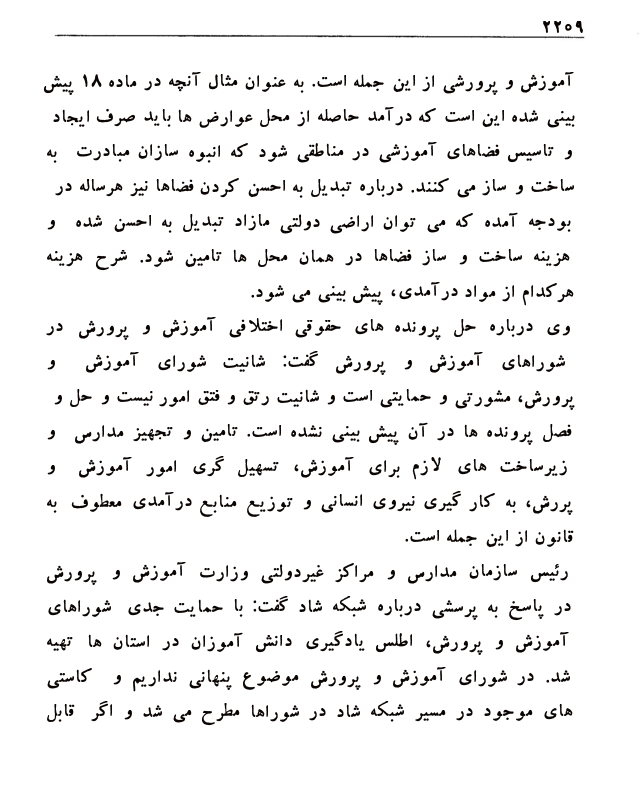 ۲۲۵۹
آموزش و پرورشی از این جمله است. به عنوان مثال آنچه در ماده ۱۸ پیش
بینی شده این است که درآمد حاصله از محل عوارض ها باید صرف ایجاد
و تاسیس فضاهای آموزشی در مناطقی شود که انبوه سازان مبادرت به
ساخت و ساز می کنند. درباره تبدیل به احسن کردن فضاها نیز هرساله در
بودجه آمده که می توان اراضی دولتی مازاد تبدیل به احسن شده و
هزینه ساخت و ساز فضاها در همان محل ها تامین شود. شرح هزینه
هرکدام از مواد درآمدی، پیش بینی می شود.
وی درباره حل پرونده های حقوقی اختلافی آموزش و پرورش در
شوراهای آموزش و پرورش گفت: شانیت شورای آموزش و
پرورش، مشورتی و حمایتی است و شانیت رتق و فتق امور نیست و حل و
فصل پرونده ها در آن پیش بینی نشده است. تامین و تجهیز مدارس و
زیرساخت های لازم برای آموزش، تسهیل گری امور آموزش و
پررش، به کار گیری نیروی انسانی و توزیع منابع درآمدی معطوف به
قانون از این جمله است.
رئیس سازمان مدارس و مراکز غیردولتی وزارت آموزش و پرورش
در پاسخ به پرسشی درباره شبکه شاد گفت: با حمایت جدی شوراهای
آموزش و پرورش، اطلس یادگیری دانش آموزان در استان ها تهیه
شد. در شورای آموزش و پرورش موضوع پنهانی نداریم و کاستی
های موجود در مسیر شبکه شاد در شوراها مطرح می شد و اگر قابل